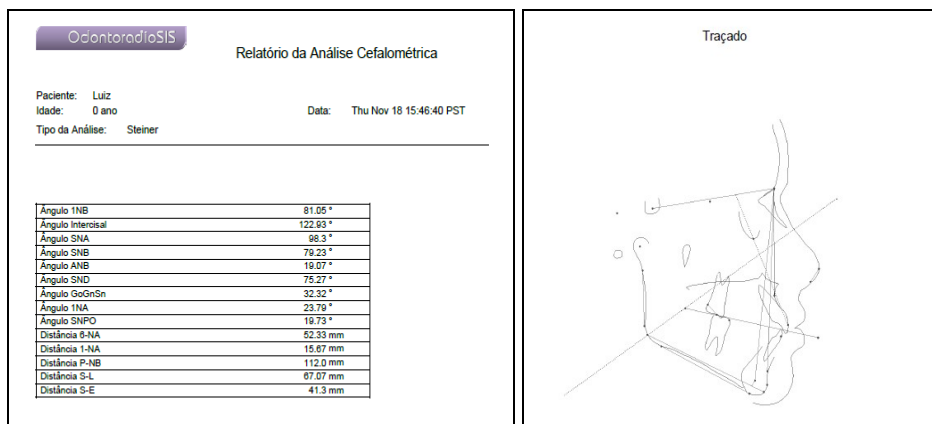 OdontoradioSIS
Relatório da Análise Cefalométrica
Paciente: Luiz
Idade: 0 ano
Data: Thu Nov 18 15:46:40 PST
Tipo da Análise: Steiner
Ângulo 1NB 81.05 °
Ângulo Intercisal 122.93 °
Ângulo SNA 98.3 °
Ângulo SNB 79.23 °
Ângulo ANB 19.07 °
Ângulo SND 75.27 °
Ângulo GoGnSn 32.32 °
Ângulo 1NA 23.79 °
Ângulo SNPO 19.73 °
Distância 6-NA 52.33 mm
Distância 1-NA 15.67 mm
Distância P-NB 112.0 mm
Distância S-L 67.07 mm
Distância S-E 41.3 mm
Traçado